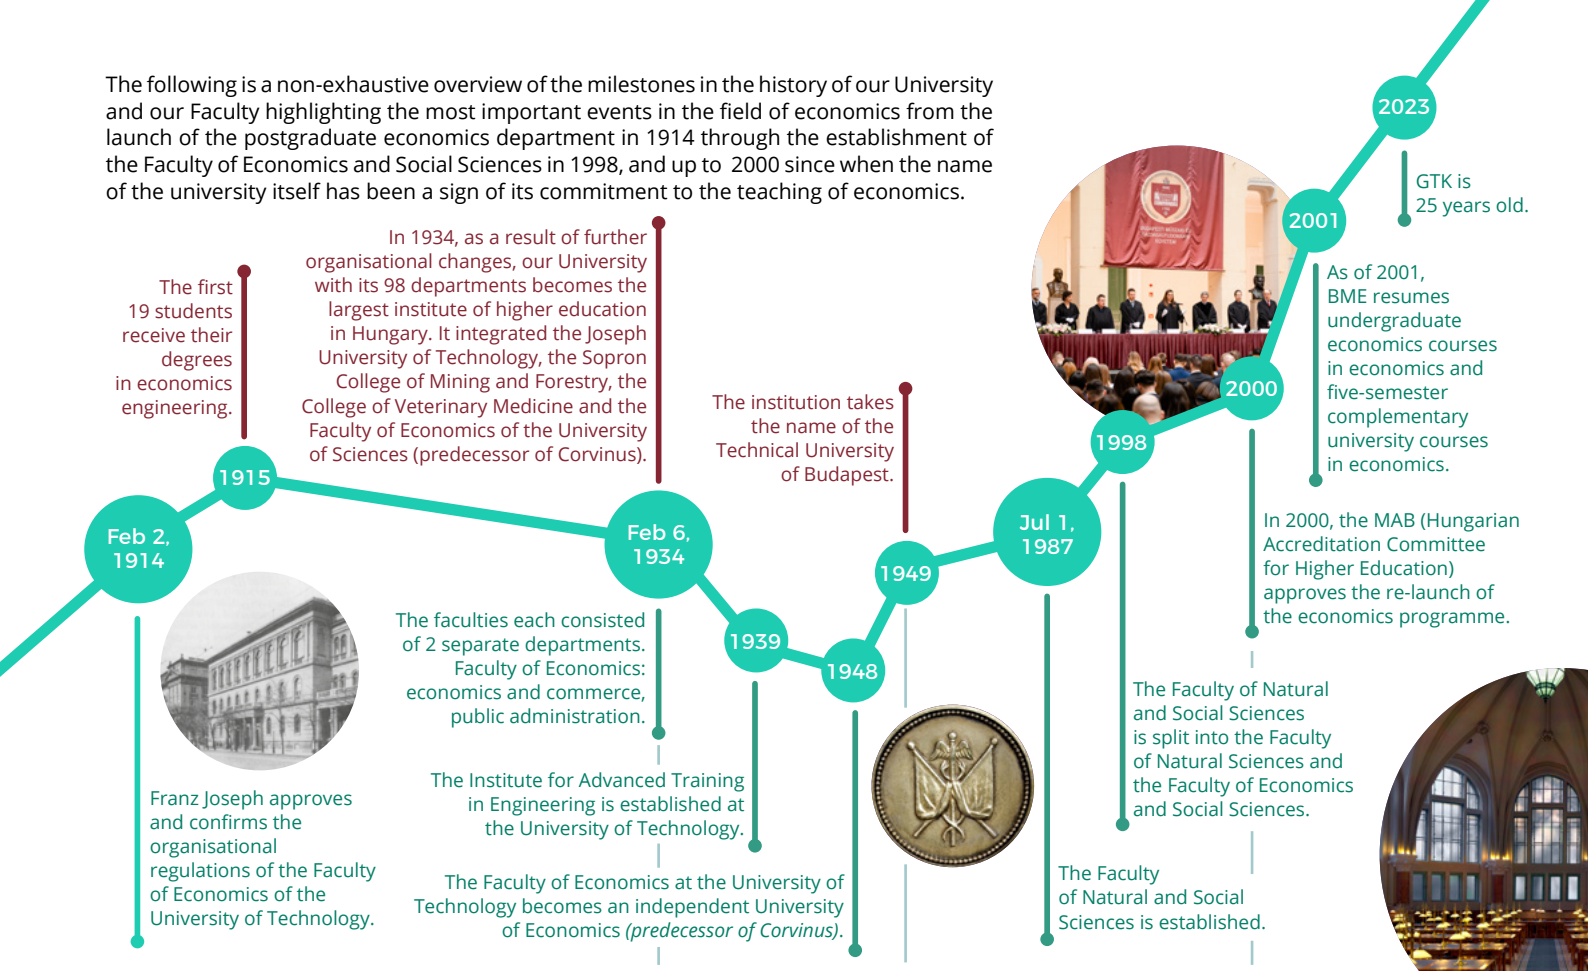 The following is a non-exhaustive overview of the milestones in the history of our University
and our Faculty highlighting the most important events in the field of economics from the
launch of the postgraduate economics department in 1914 through the establishment of
the Faculty of Economics and Social Sciences in 1998, and up to 2000 since when the name
of the university itself has been a sign of its commitment to the teaching of economics.
Feb 2,
1914
Franz Joseph approves
and confirms the
organisational
regulations of the Faculty
of Economics of the
University of Technology.
The first
19 students
receive their
degrees
in economics
engineering.
1915
In 1934, as a result of further
organisational changes, our University
with its 98 departments becomes the
largest institute of higher education
in Hungary. It integrated the Joseph
University of Technology, the Sopron
College of Mining and Forestry, the
College of Veterinary Medicine and the
Faculty of Economics of the University
of Sciences (predecessor of Corvinus).
Feb 6,
1934
The faculties each consisted
of 2 separate departments.
Faculty of Economics:
economics and commerce,
public administration.
1939
The Institute for Advanced Training
in Engineering is established at
the University of Technology.
1948
The Faculty of Economics at the University of
Technology becomes an independent University
of Economics (predecessor of Corvinus).
The institution takes
the name of the
Technical University
of Budapest.
1949
Jul 1,
1987
The Faculty
of Natural and Social
Sciences is established.
1998
The Faculty of Natural
and Social Sciences
is split into the Faculty
of Natural Sciences and
the Faculty of Economics
and Social Sciences.
2000
In 2000, the MAB (Hungarian
Accreditation Committee
for Higher Education)
approves the re-launch of
the economics programme.
2001
As of 2001,
BME resumes
undergraduate
economics courses
in economics and
five-semester
complementary
university courses
in economics.
2023
GTK is
25 years old.